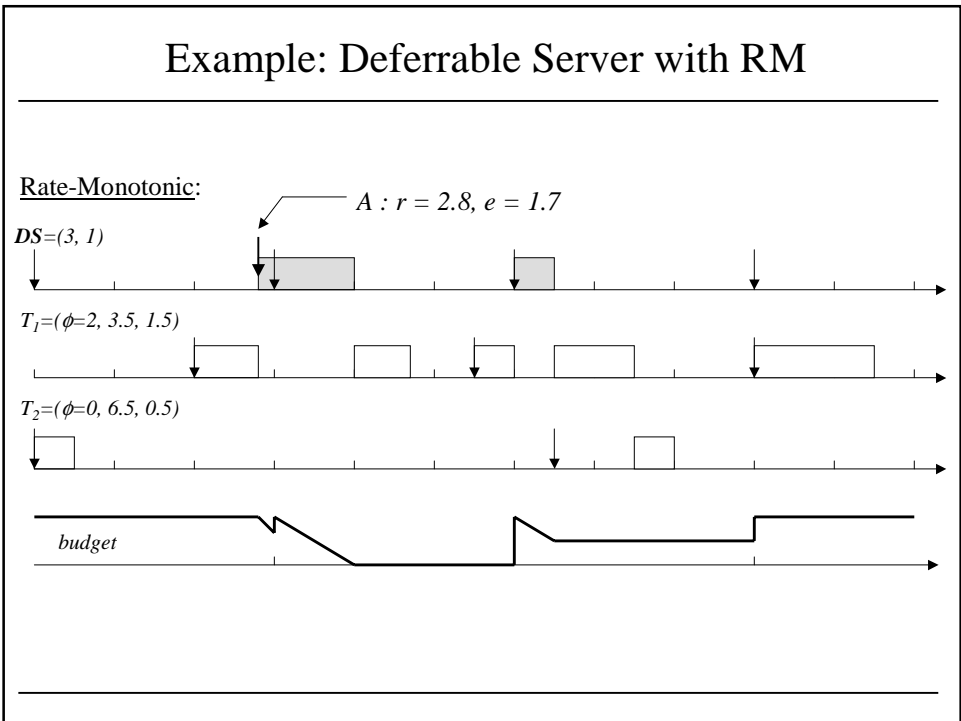 Example: Deferrable Server with RM
Rate-Monotonic:
A : r = 2.8, e = 1.7
DS=(3, 1)
T1=(ϕ=2, 3.5, 1.5)
T2=(ϕ=0, 6.5, 0.5)
budget